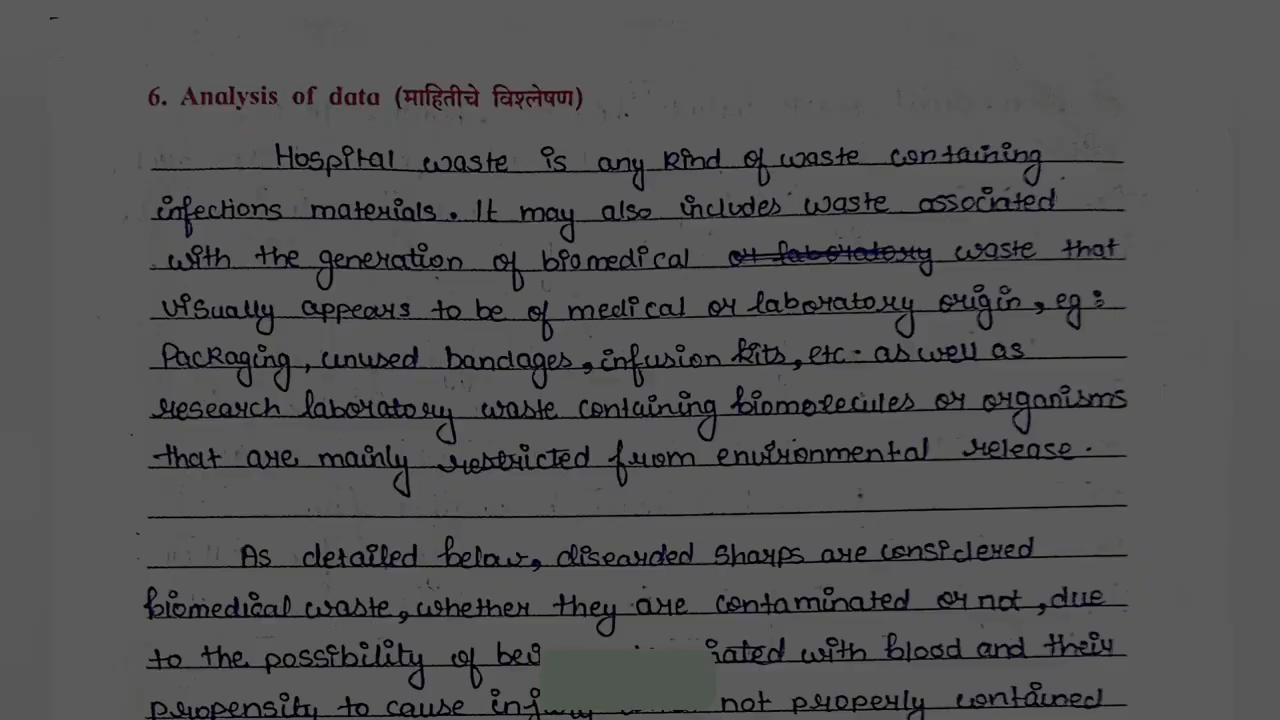 6. Analysis of data (माहितीचे विश्लेषण)
Hospital waste is any kind of waste containing
infections materials. It may also includes waste associated
with the generation of biomedical or laboratory waste that
visually appears to be of medical or laboratory origin, eg:
Packaging, unused bandages, infusion kits, etc. as well as
research laboratory waste containing biomolecules or organisms
that are mainly restricted from environmental release.
As detailed below, disearded sharps are considered
biomedical waste, whether they are contaminated or not, due
to the possibility of with blood and their
propensity to cause not properly contained